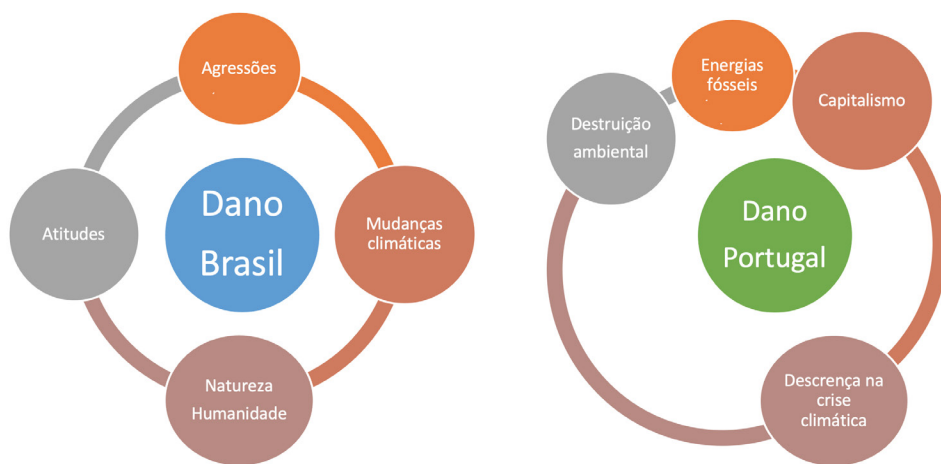 Agressões
Dano
Brasil
Atitudes
Mudanças
climáticas
Natureza
Humanidade
Energias
fósseis
Capitalismo
Destruição
ambiental
Dano
Portugal
Descrença na
crise
climática